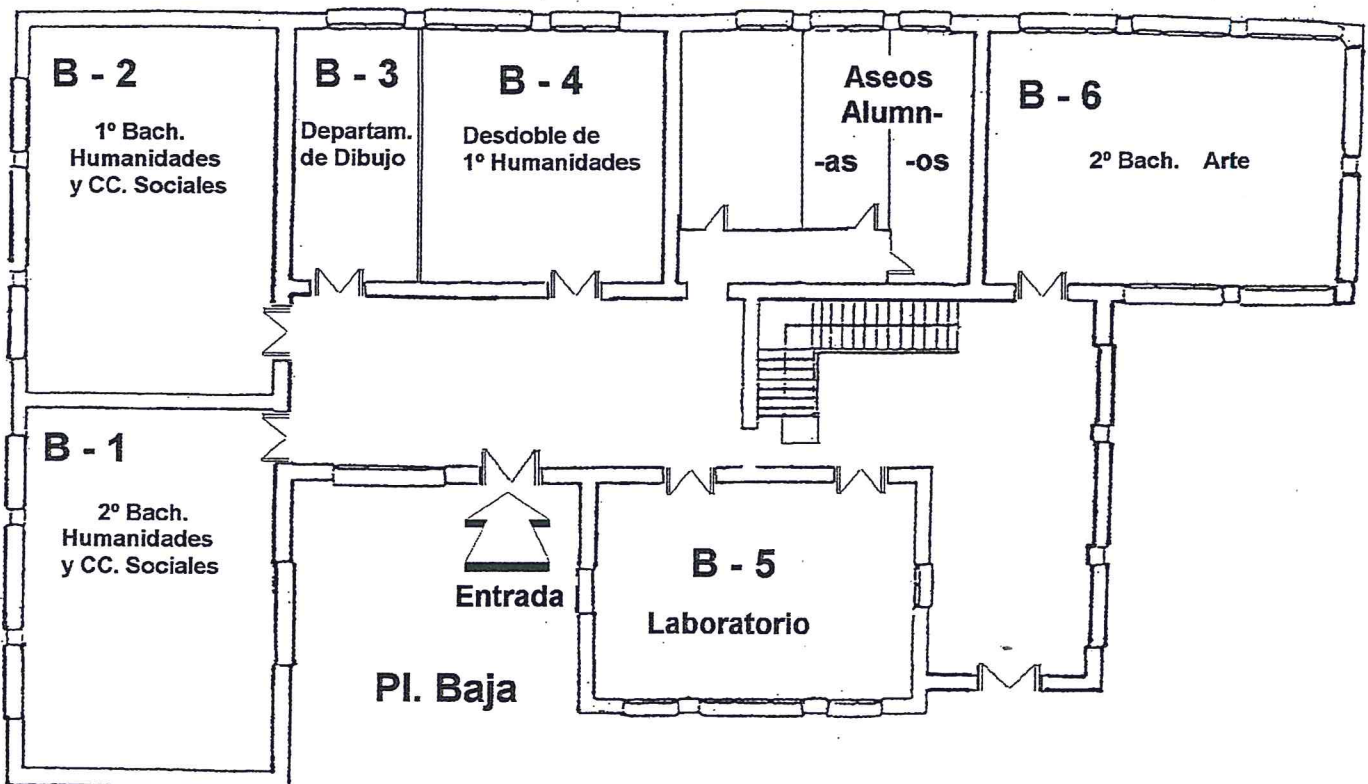 B - 2
1º Bach.
Humanidades
y CC. Sociales
B - 3
Departam.
de Dibujo
B - 4
Desdoble de
1º Humanidades
Aseos
Alumn-
-as
-os
B - 6
2º Bach. Arte
B - 1
2º Bach.
Humanidades
y CC. Sociales
Entrada
B - 5
Laboratorio
Pl. Baja